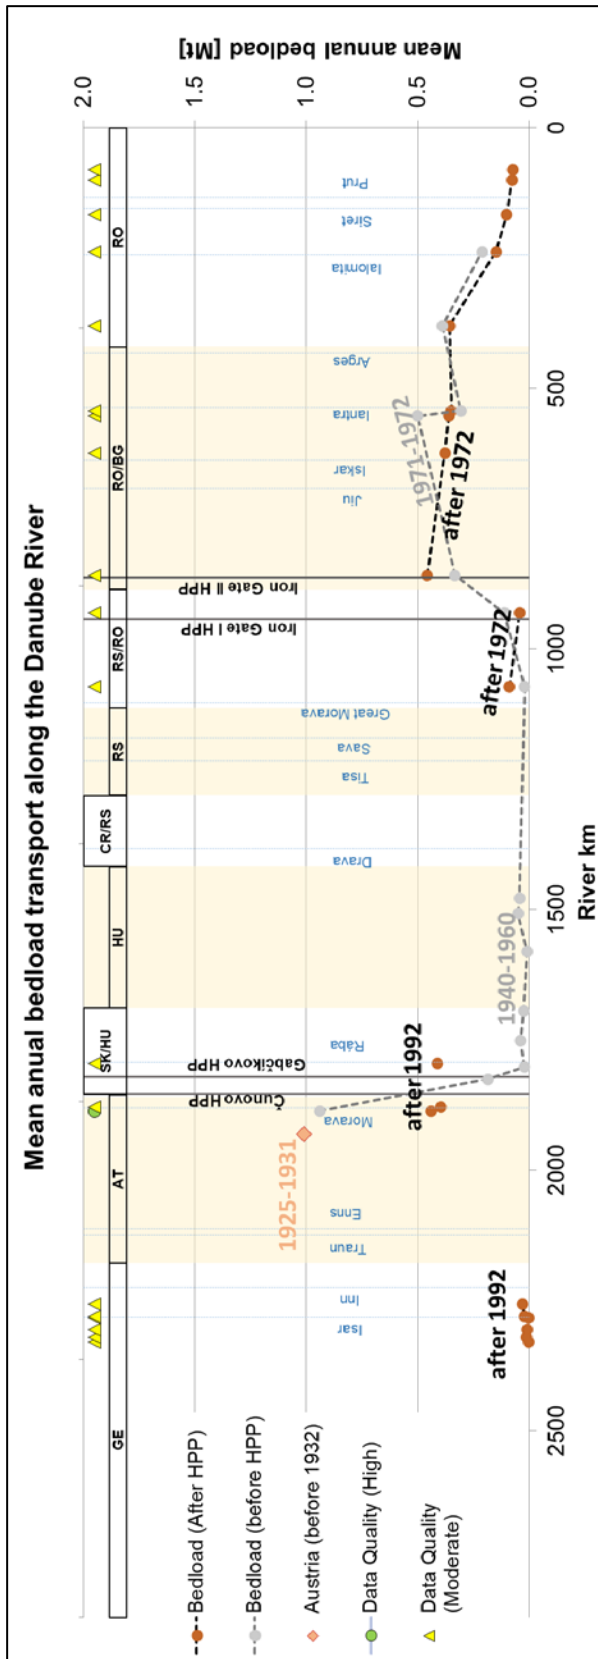 Mean anual bedload transport along the Danube River
Mean annual bedload [Mt]
2.0
1.5
1.0
0.5
0.0
GE
AT
SK/HU
HU
CR/RS
RS
RS/RO
RO/BG
RO
Isar
Inn
Traun
Enns
Morava
Čunovo HPP
Gabčikovo HPP
Rába
Drava
Tisa
Sava
Great Morava
Iron Gate I HPP
Iron Gate II HPP
Jiu
Iskar
Iantra
Arges
Ialomita
Siret
Prut
after 1992
1925-1931
after 1992
1940-1960
after 1972
after 1972
1971-1972
2500
2000
1500
1000
500
0
River km
Bedload (After HPP)
Bedload (before HPP)
Austria (before 1932)
Data Quality (High)
Data Quality
(Moderate)